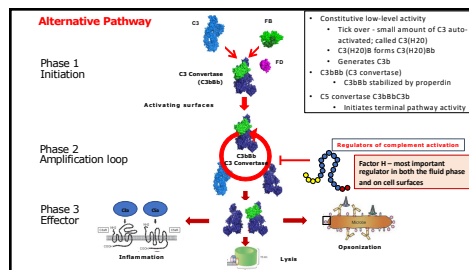 Alternative Pathway
C3
FB
FD
Phase 1
Initiation
C3 Convertase
(C3bBb)
Activating surfaces
• Constitutive low-level activity
• Tick over - small amount of C3 auto-
activated; called C3(H20)
• C3(H20)B forms C3(H20)Bb
• Generates C3b
• C3bBb (C3 convertase)
• C3bBb stabilized by properdin
• C5 convertase C3bBbC3b
• Initiates terminal pathway activity
Phase 2
Amplification loop
C3bBb
C3 Convertase
Regulators of complement activation
Factor H – most important
regulator in both the fluid phase
and on cell surfaces
Phase 3
Effector
Inflammation
Lysis
Microbe
Opsonization